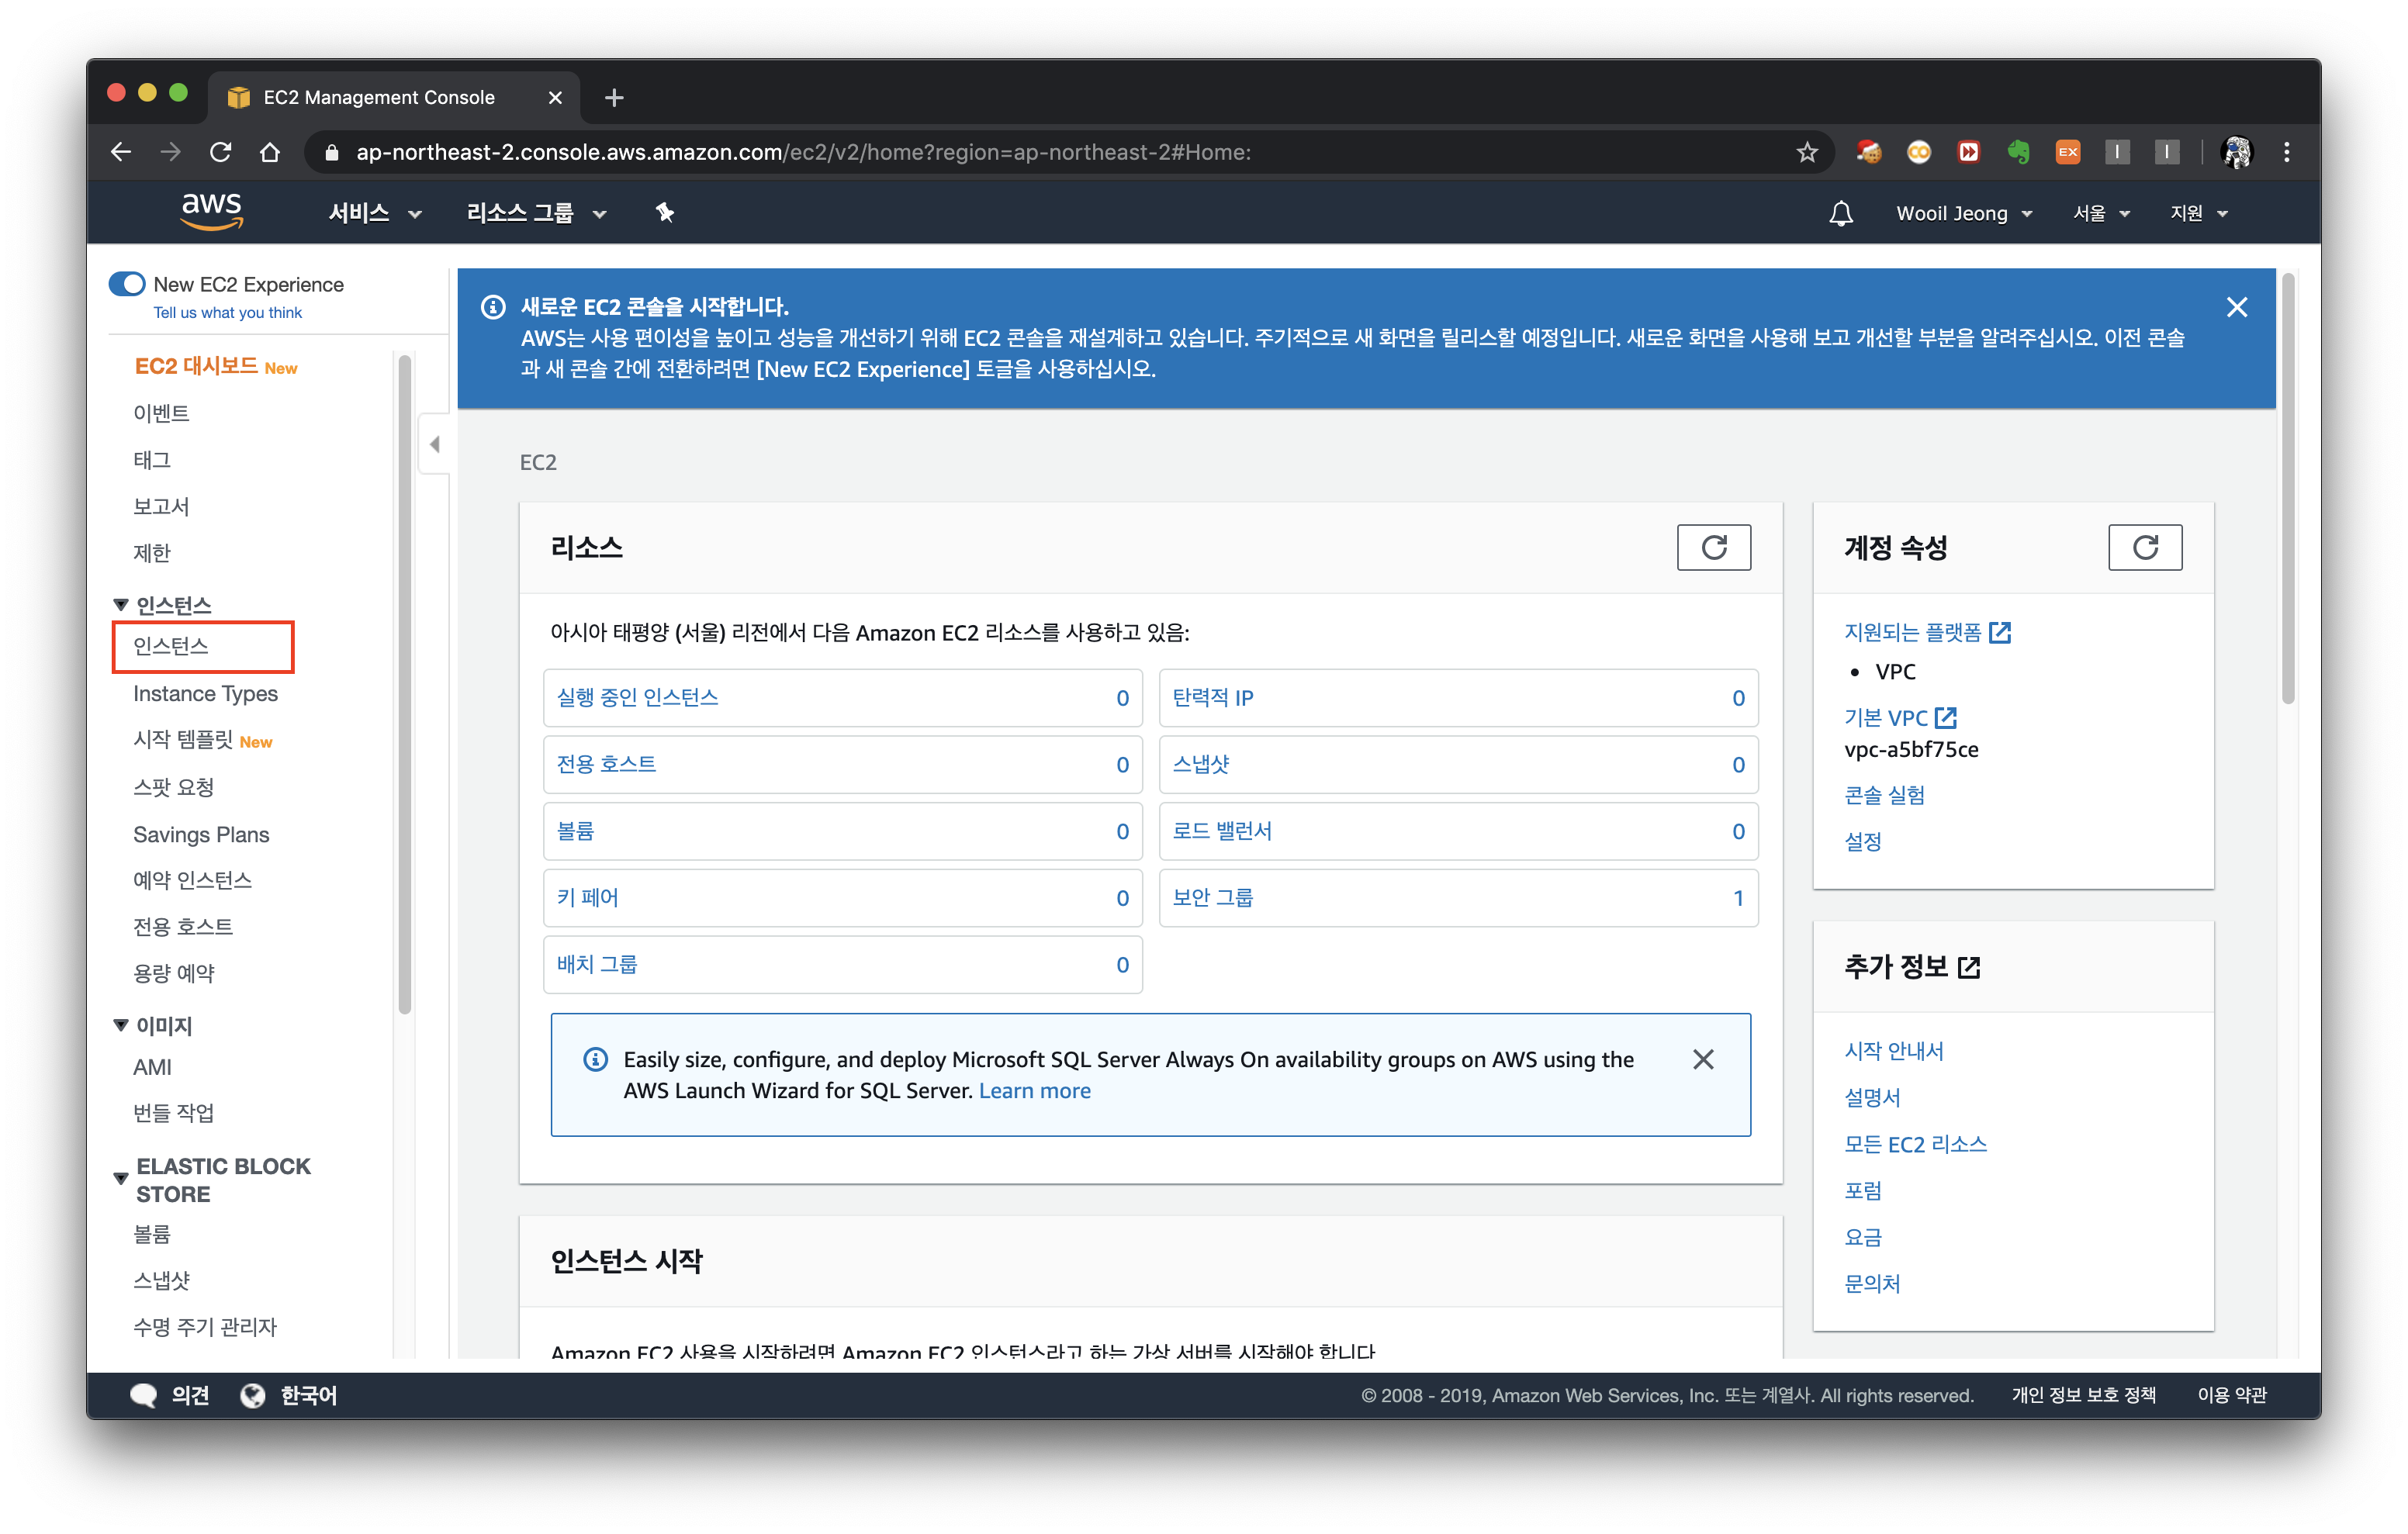 EC2 Management Console
ap-northeast-2.console.aws.amazon.com/ec2/v2/home?region=ap-northeast-2#Home:
EX
aws
서비스
리소스 그룹
Wooil Jeong
서울
지원
New EC2 Experience
Tell us what you think
EC2 대시보드 New
이벤트
태그
보고서
제한
인스턴스
인스턴스
Instance Types
시작 템플릿 New
스팟 요청
Savings Plans
예약 인스턴스
전용 호스트
용량 예약
이미지
AMI
번들 작업
ELASTIC BLOCK
STORE
볼륨
스냅샷
수명 주기 관리자
새로운 EC2 콘솔을 시작합니다.
AWS는 사용 편이성을 높이고 성능을 개선하기 위해 EC2 콘솔을 재설계하고 있습니다. 주기적으로 새 화면을 릴리스할 예정입니다. 새로운 화면을 사용해 보고 개선할 부분을 알려주십시오. 이전 콘솔
과 새 콘솔 간에 전환하려면 [New EC2 Experience] 토글을 사용하십시오.
EC2
리소스
아시아 태평양 (서울) 리전에서 다음 Amazon EC2 리소스를 사용하고 있음:
실행 중인 인스턴스 0
탄력적 IP 0
전용 호스트 0
스냅샷 0
볼륨 0
로드 밸런서 0
키 페어 0
보안 그룹 1
배치 그룹 0
Easily size, configure, and deploy Microsoft SQL Server Always On availability groups on AWS using the
AWS Launch Wizard for SQL Server. Learn more
인스턴스 시작
Amazon EC2 사용을 시작하려면 Amazon EC2 인스턴스라고 하는 가상 서버를 시작해야 합니다
계정 속성
지원되는 플랫폼
• VPC
기본 VPC
vpc-a5bf75ce
콘솔 실험
설정
추가 정보
시작 안내서
설명서
모든 EC2 리소스
포럼
요금
문의처
의견
한국어
© 2008 - 2019, Amazon Web Services, Inc. 또는 계열사. All rights reserved.
개인 정보 보호 정책
이용 약관